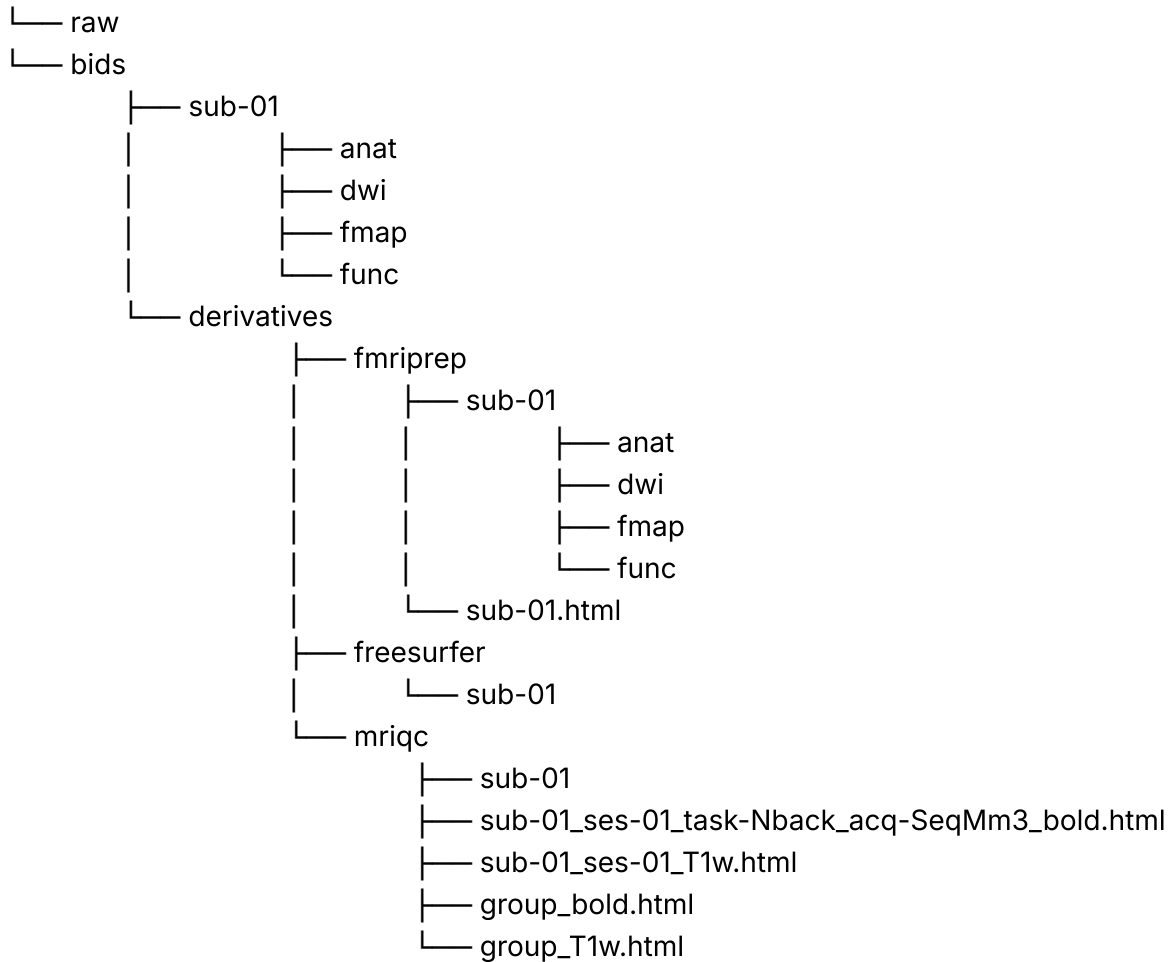 └── raw
└── bids
├── sub-01
│ ├── anat
│ ├── dwi
│ ├── fmap
│ └── func
└── derivatives
├── fmriprep
│ ├── sub-01
│ │ ├── anat
│ │ ├── dwi
│ │ ├── fmap
│ │ └── func
│ └── sub-01.html
├── freesurfer
│ └── sub-01
└── mriqc
├── sub-01
├── sub-01_ses-01_task-Nback_acq-SeqMm3_bold.html
├── sub-01_ses-01_T1w.html
├── group_bold.html
└── group_T1w.html